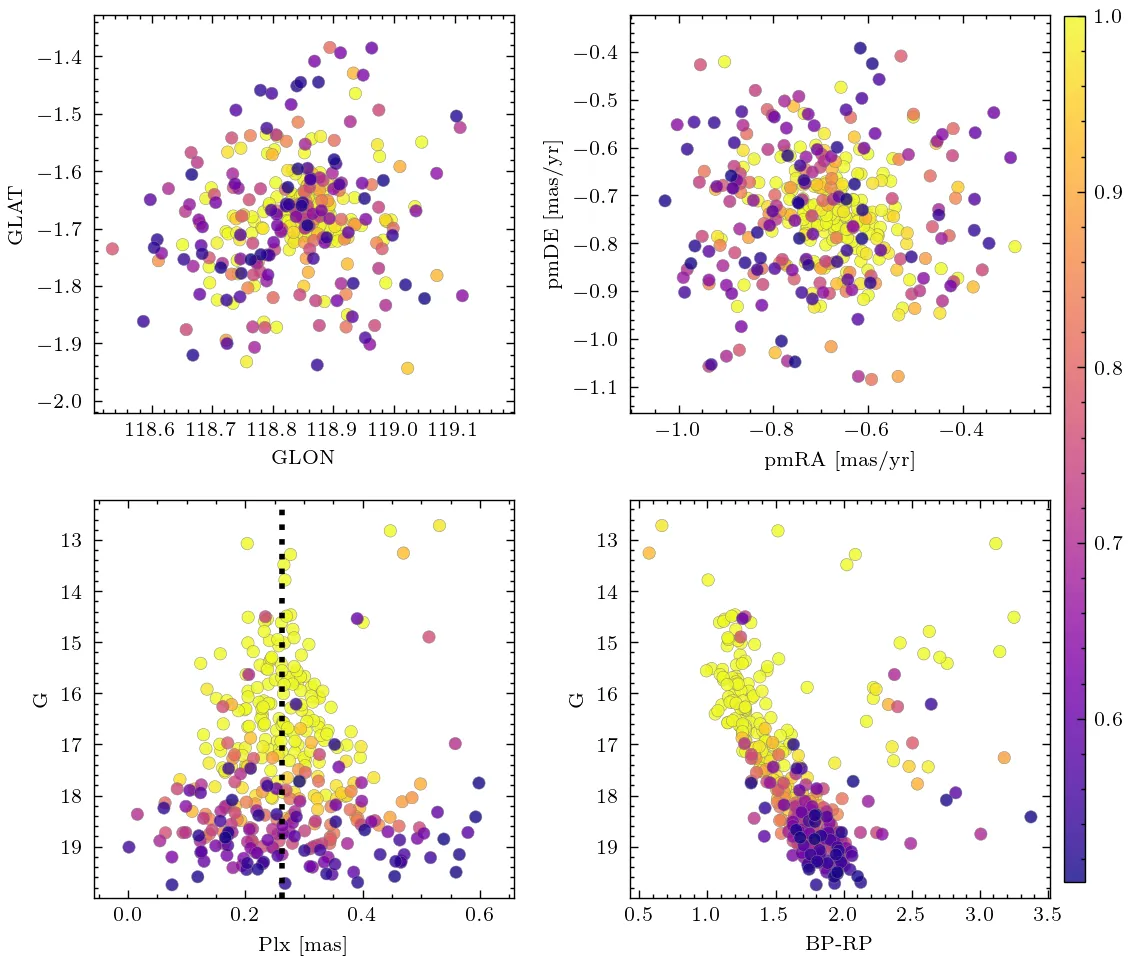 −1.4
−1.5
−1.6
−1.7
−1.8
−1.9
−2.0
GLAT
118.6 118.7 118.8 118.9 119.0 119.1
GLON
−0.4
−0.5
−0.6
−0.7
−0.8
−0.9
−1.0
−1.1
pmDE [mas/yr]
−1.0 −0.8 −0.6 −0.4
pmRA [mas/yr]
1.0
0.9
0.8
0.7
0.6
13
14
15
16
17
18
19
G
0.0 0.2 0.4 0.6
Plx [mas]
13
14
15
16
17
18
19
G
0.5 1.0 1.5 2.0 2.5 3.0 3.5
BP-RP